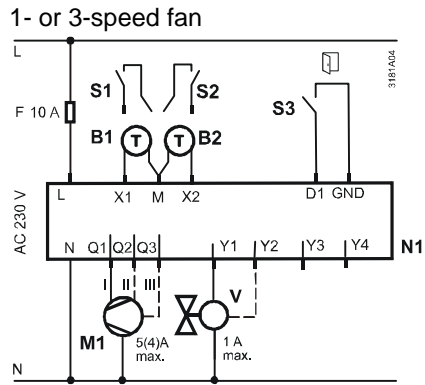 1- or 3-speed fan
L
3181A04
S1
S2
S3
F 10 A
B1
T
T
B2
AC 230 V
L
X1
M
X2
D1
GND
N1
N
Q1
Q2
Q3
Y1
Y2
Y3
Y4
I
II
III
M1
5(4)A
max.
V
1 A
max.
N